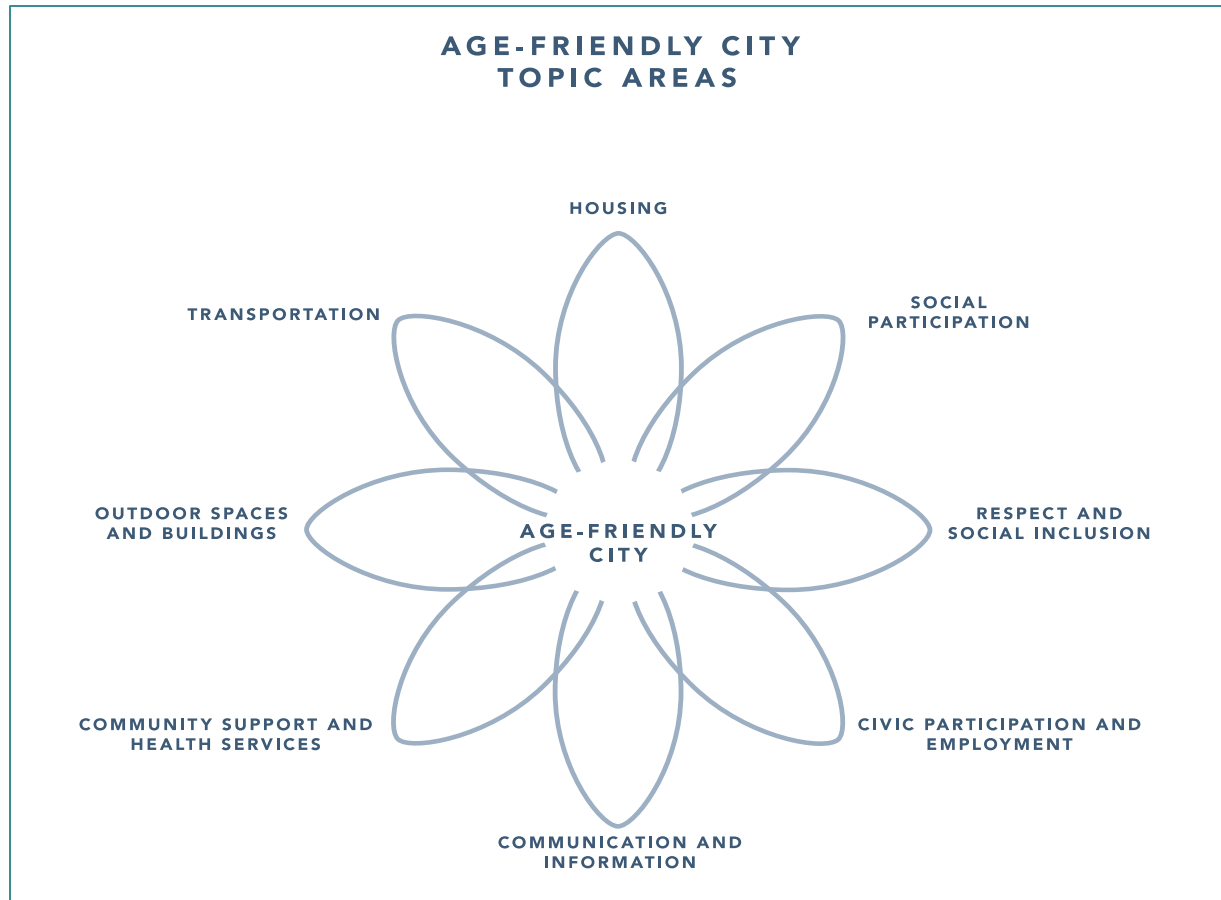 AGE-FRIENDLY CITY
TOPIC AREAS
HOUSING
TRANSPORTATION
SOCIAL
PARTICIPATION
OUTDOOR SPACES
AND BUILDINGS
AGE-FRIENDLY
CITY
RESPECT AND
SOCIAL INCLUSION
COMMUNITY SUPPORT AND
HEALTH SERVICES
CIVIC PARTICIPATION AND
EMPLOYMENT
COMMUNICATION AND
INFORMATION